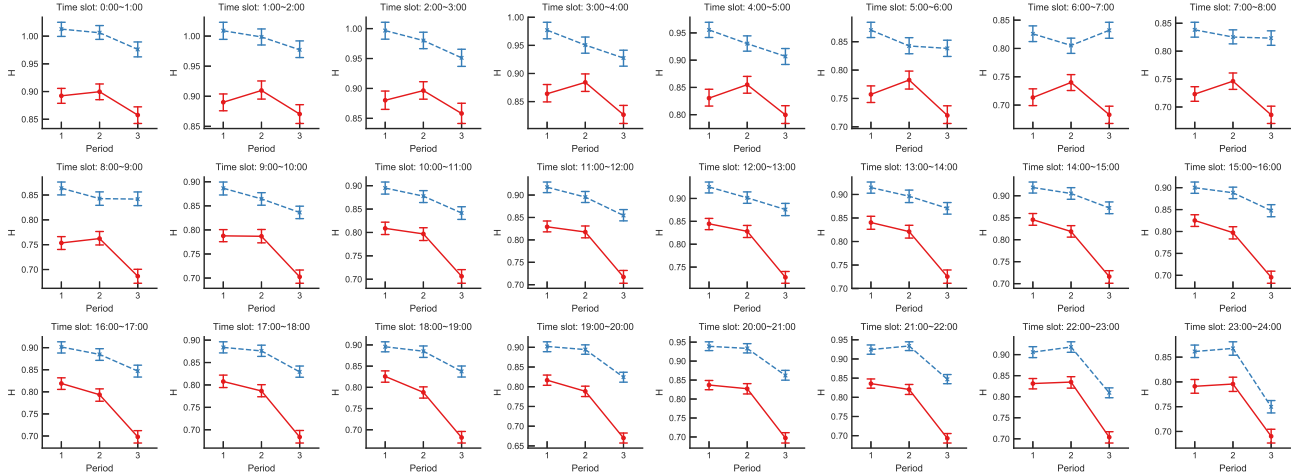 Time slot: 0:00~1:00
1.00
0.95
H
0.90
0.85
1 2 3
Period
Time slot: 1:00~2:00
1.00
0.95
H
0.90
0.85
1 2 3
Period
Time slot: 2:00~3:00
1.00
0.95
H
0.90
0.85
1 2 3
Period
Time slot: 3:00~4:00
1.00
0.95
H
0.90
0.85
1 2 3
Period
Time slot: 4:00~5:00
0.95
0.90
H
0.85
0.80
1 2 3
Period
Time slot: 5:00~6:00
0.85
H
0.80
0.75
0.70
1 2 3
Period
Time slot: 6:00~7:00
0.85
0.80
H
0.75
0.70
1 2 3
Period
Time slot: 7:00~8:00
0.85
0.80
H
0.75
0.70
1 2 3
Period
Time slot: 8:00~9:00
0.85
0.80
H
0.75
0.70
1 2 3
Period
Time slot: 9:00~10:00
0.90
0.85
H
0.80
0.75
0.70
1 2 3
Period
Time slot: 10:00~11:00
0.90
0.85
H
0.80
0.75
0.70
1 2 3
Period
Time slot: 11:00~12:00
0.90
0.85
H
0.80
0.75
0.70
1 2 3
Period
Time slot: 12:00~13:00
0.90
0.85
H
0.80
0.75
1 2 3
Period
Time slot: 13:00~14:00
0.90
0.85
H
0.80
0.75
0.70
1 2 3
Period
Time slot: 14:00~15:00
0.90
0.85
H
0.80
0.75
0.70
1 2 3
Period
Time slot: 15:00~16:00
0.90
0.85
H
0.80
0.75
0.70
1 2 3
Period
Time slot: 16:00~17:00
0.90
0.85
H
0.80
0.75
0.70
1 2 3
Period
Time slot: 17:00~18:00
0.90
0.85
H
0.80
0.75
0.70
1 2 3
Period
Time slot: 18:00~19:00
0.90
0.85
H
0.80
0.75
0.70
1 2 3
Period
Time slot: 19:00~20:00
0.90
0.85
H
0.80
0.75
0.70
0.65
1 2 3
Period
Time slot: 20:00~21:00
0.95
0.90
0.85
H
0.80
0.75
0.70
1 2 3
Period
Time slot: 21:00~22:00
0.95
0.90
0.85
H
0.80
0.75
0.70
1 2 3
Period
Time slot: 22:00~23:00
0.90
0.85
H
0.80
0.75
0.70
1 2 3
Period
Time slot: 23:00~24:00
0.85
H
0.80
0.75
0.70
1 2 3
Period